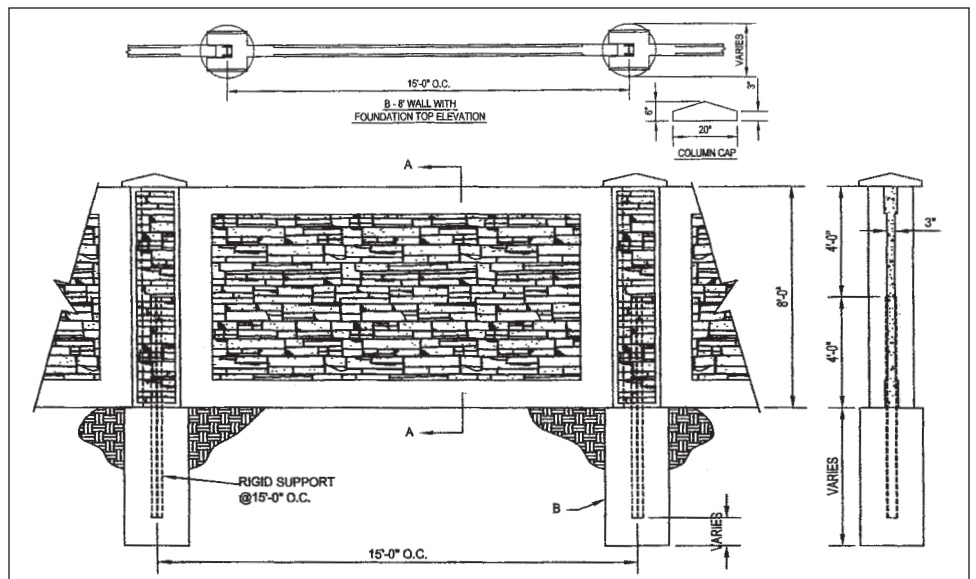 VARIES
15'-0" O.C.
B - 8' WALL WITH
FOUNDATION TOP ELEVATION
3"
6"
20"
COLUMN CAP
A
8'-0"
4'-0"
3"
4'-0"
A
RIGID SUPPORT
@15'-0" O.C.
B
VARIES
VARIES
15'-0" O.C.